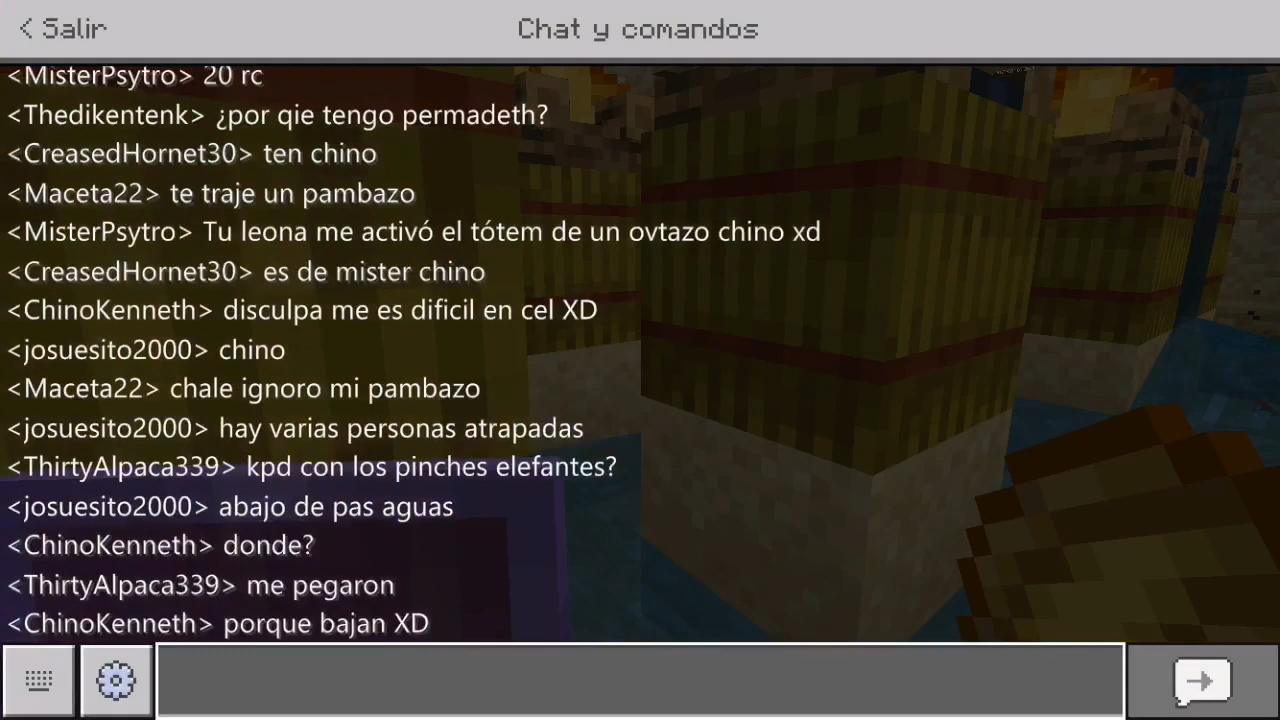 < Salir
Chat y comandos
<MisterPsytro> 20 rc
<Thedikentenk> ¿por qie tengo permadeth?
<CreasedHornet30> ten chino
<Maceta22> te traje un pambazo
<MisterPsytro> Tu leona me activó el tótem de un ovtazo chino xd
<CreasedHornet30> es de mister chino
<ChinoKenneth> disculpa me es dificil en cel XD
<josuesito2000> chino
<Maceta22> chale ignoro mi pambazo
<josuesito2000> hay varias personas atrapadas
<ThirtyAlpaca339> kpd con los pinches elefantes?
<josuesito2000> abajo de pas aguas
<ChinoKenneth> donde?
<ThirtyAlpaca339> me pegaron
<ChinoKenneth> porque bajan XD